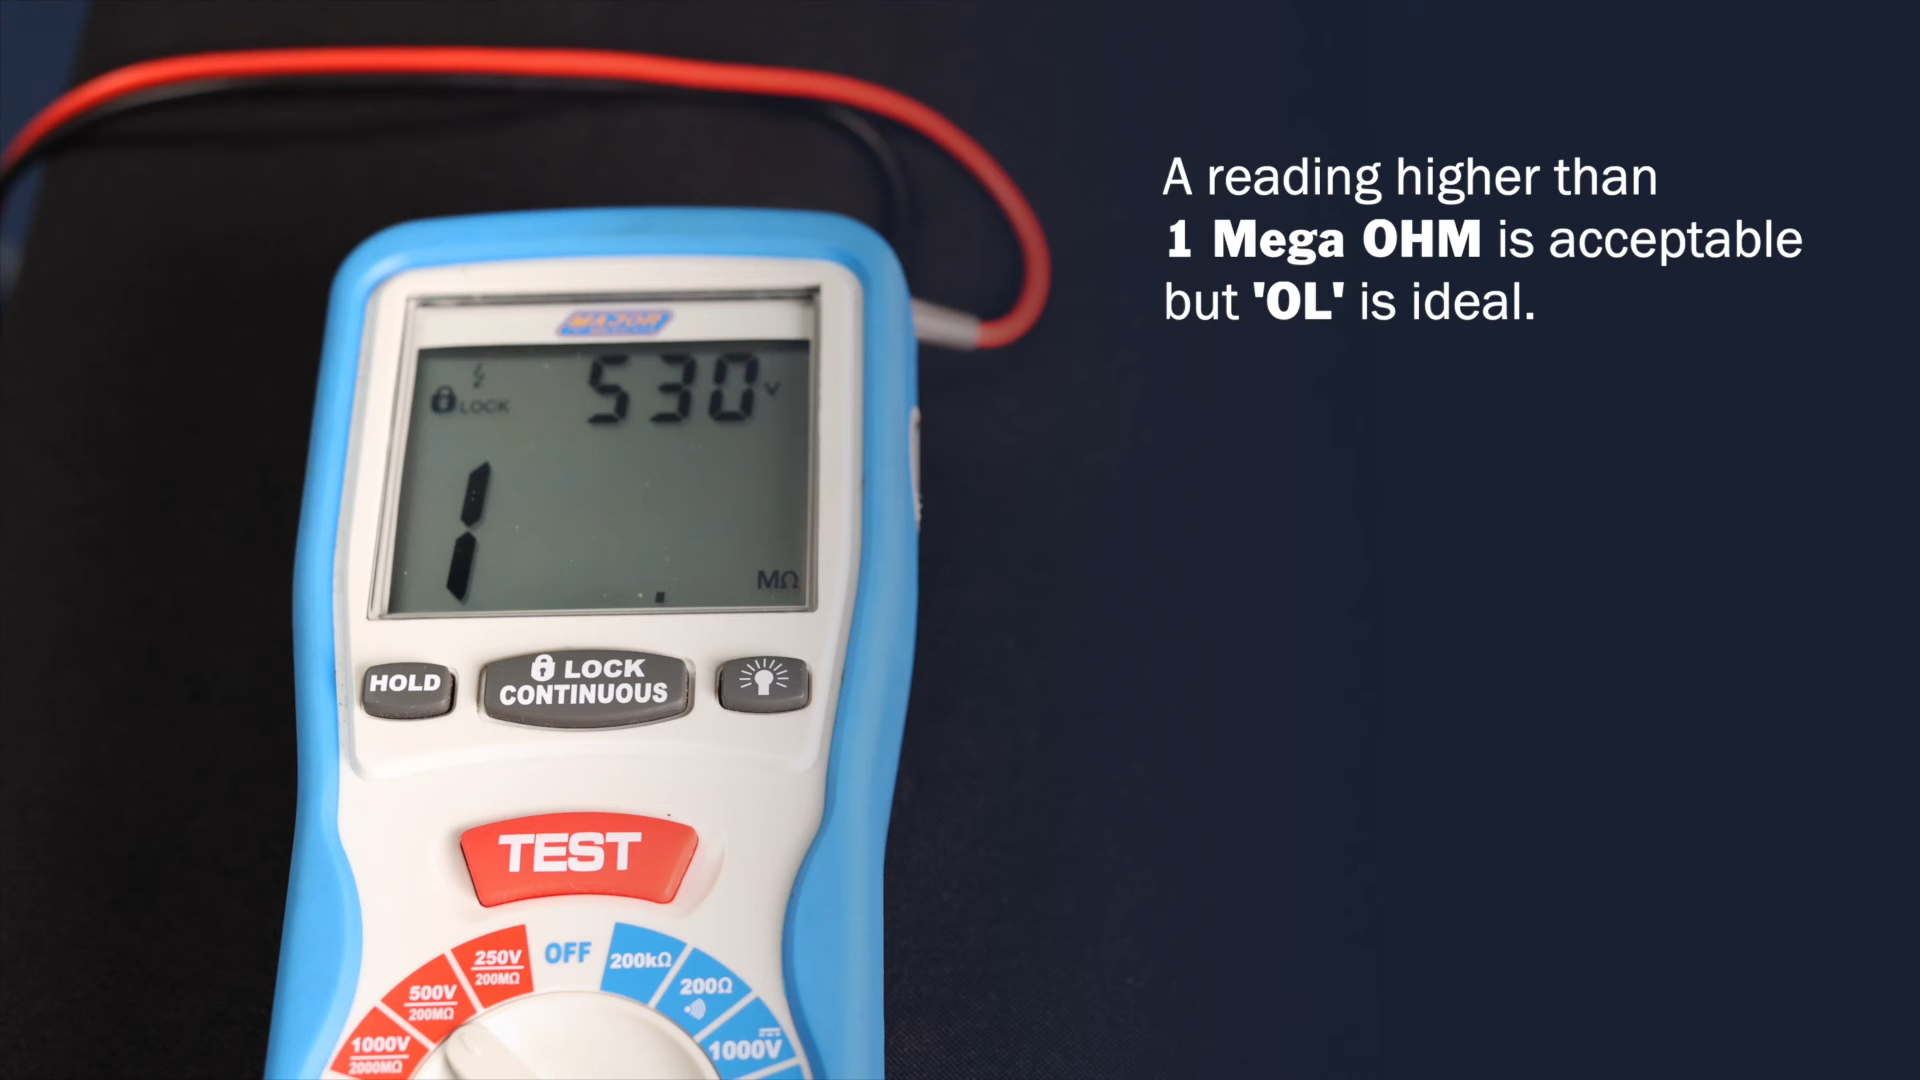 A reading higher than
1 Mega OHM is acceptable
but 'OL' is ideal.
MAJOR
LOCK
530 V
1 .
MΩ
HOLD
LOCK
CONTINUOUS
TEST
OFF
250V
200MΩ
500V
200MΩ
1000V
2000MΩ
200kΩ
200Ω
1000V